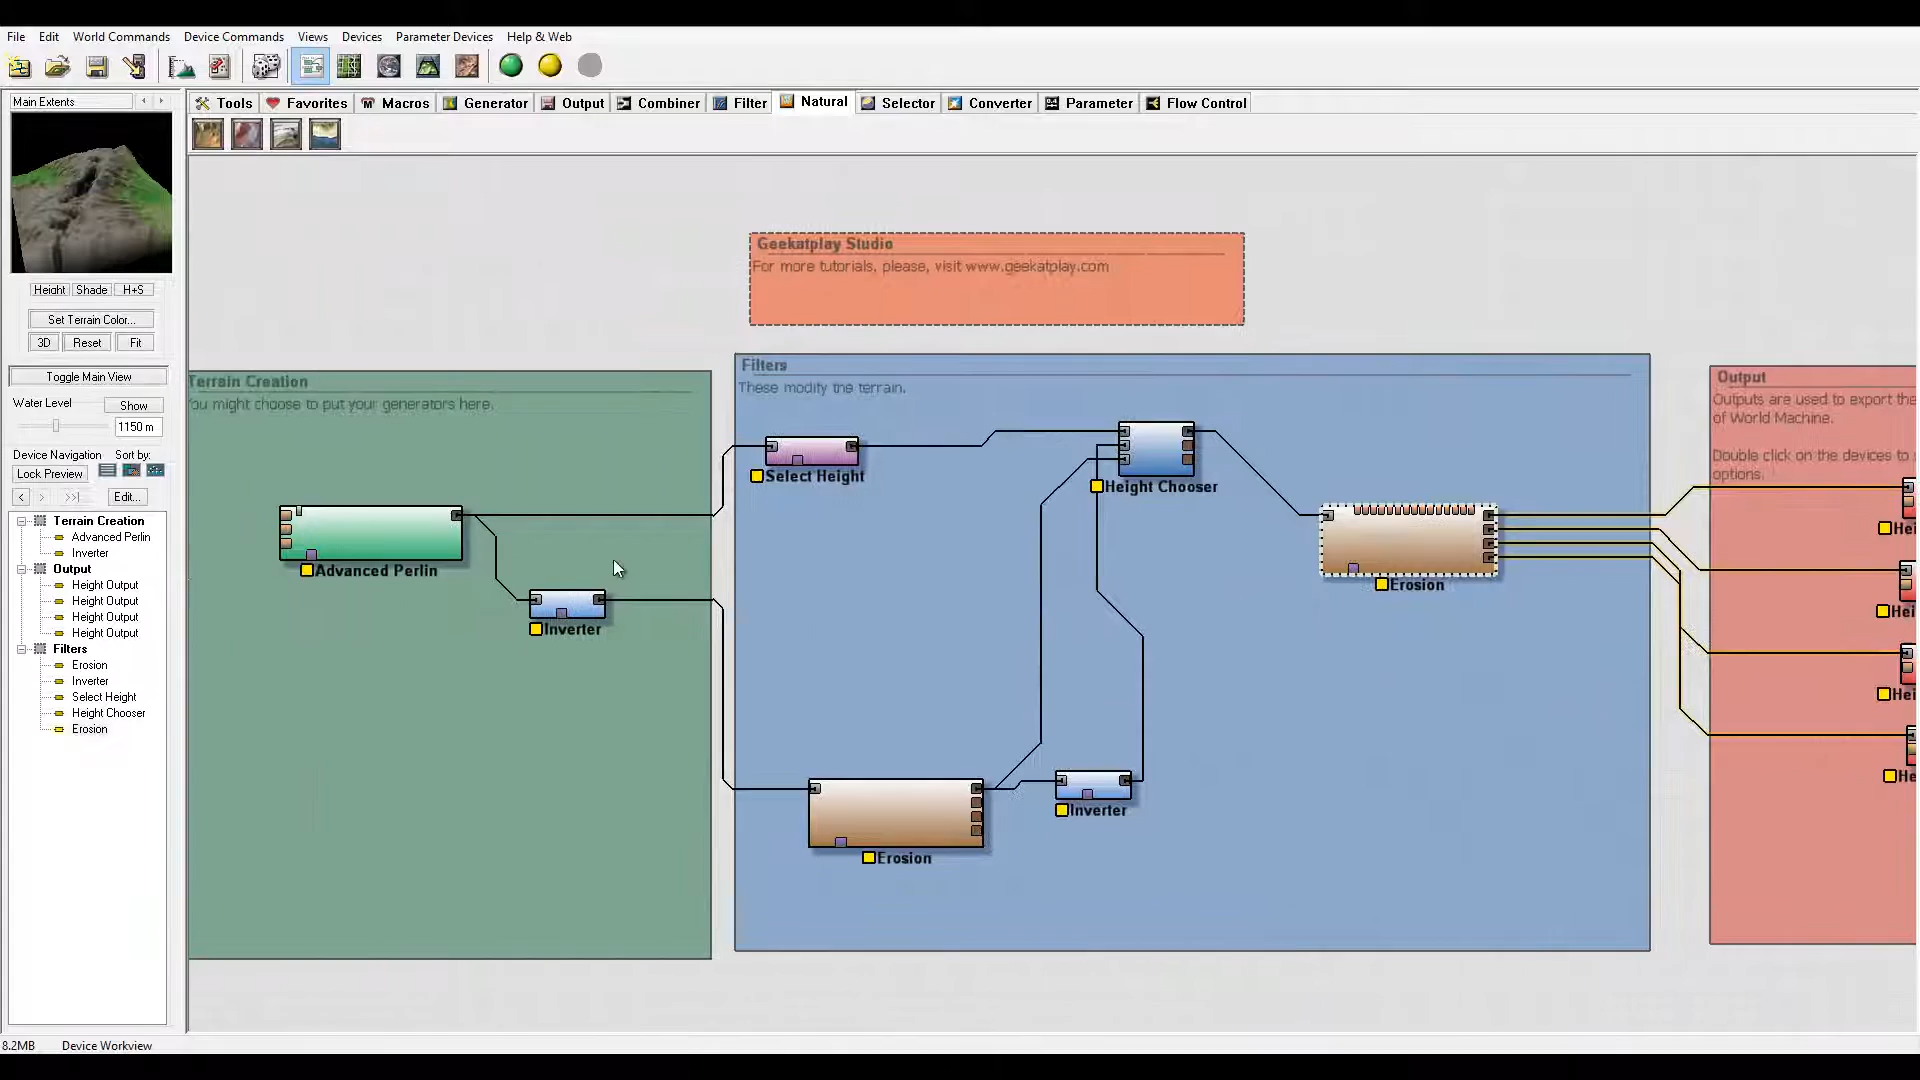 File Edit World Commands Device Commands Views Devices Parameter Devices Help & Web
Main Extents
Tools Favorites Macros Generator Output Combiner Filter Natural Selector Converter Parameter Flow Control
Height Shade H+S
Set Terrain Color...
3D Reset Fit
Toggle Main View
Water Level Show
1150 m
Device Navigation Sort by:
Lock Preview
Edit...
Terrain Creation
Advanced Perlin
Inverter
Output
Height Output
Height Output
Height Output
Height Output
Filters
Erosion
Inverter
Select Height
Height Chooser
Erosion
Geekatplay Studio
For more tutorials, please, visit www.geekatplay.com
Terrain Creation
You might choose to put your generators here.
Advanced Perlin
Inverter
Filters
These modify the terrain.
Select Height
Height Chooser
Erosion
Erosion
Inverter
Output
Outputs are used to export the
of World Machine.
Double click on the devices to
options.
Hei
Hei
Hei
He
8.2MB Device Workview